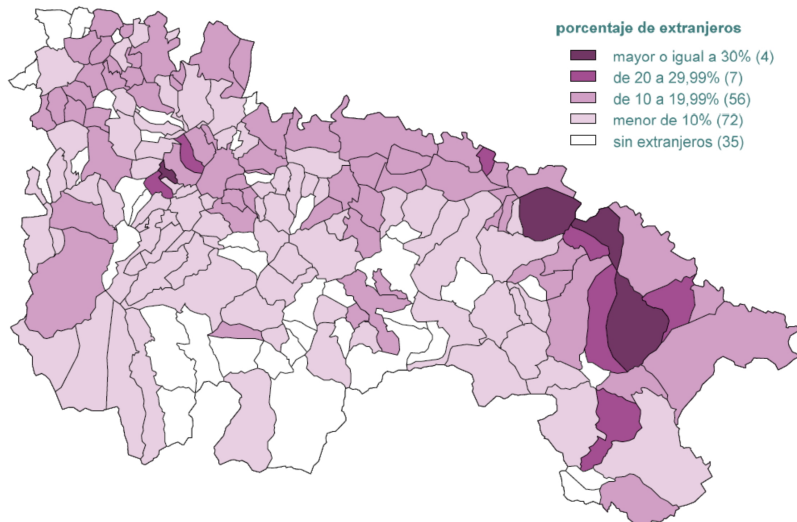 porcentaje de extranjeros
mayor o igual a 30% (4)
de 20 a 29,99% (7)
de 10 a 19,99% (56)
menor de 10% (72)
sin extranjeros (35)